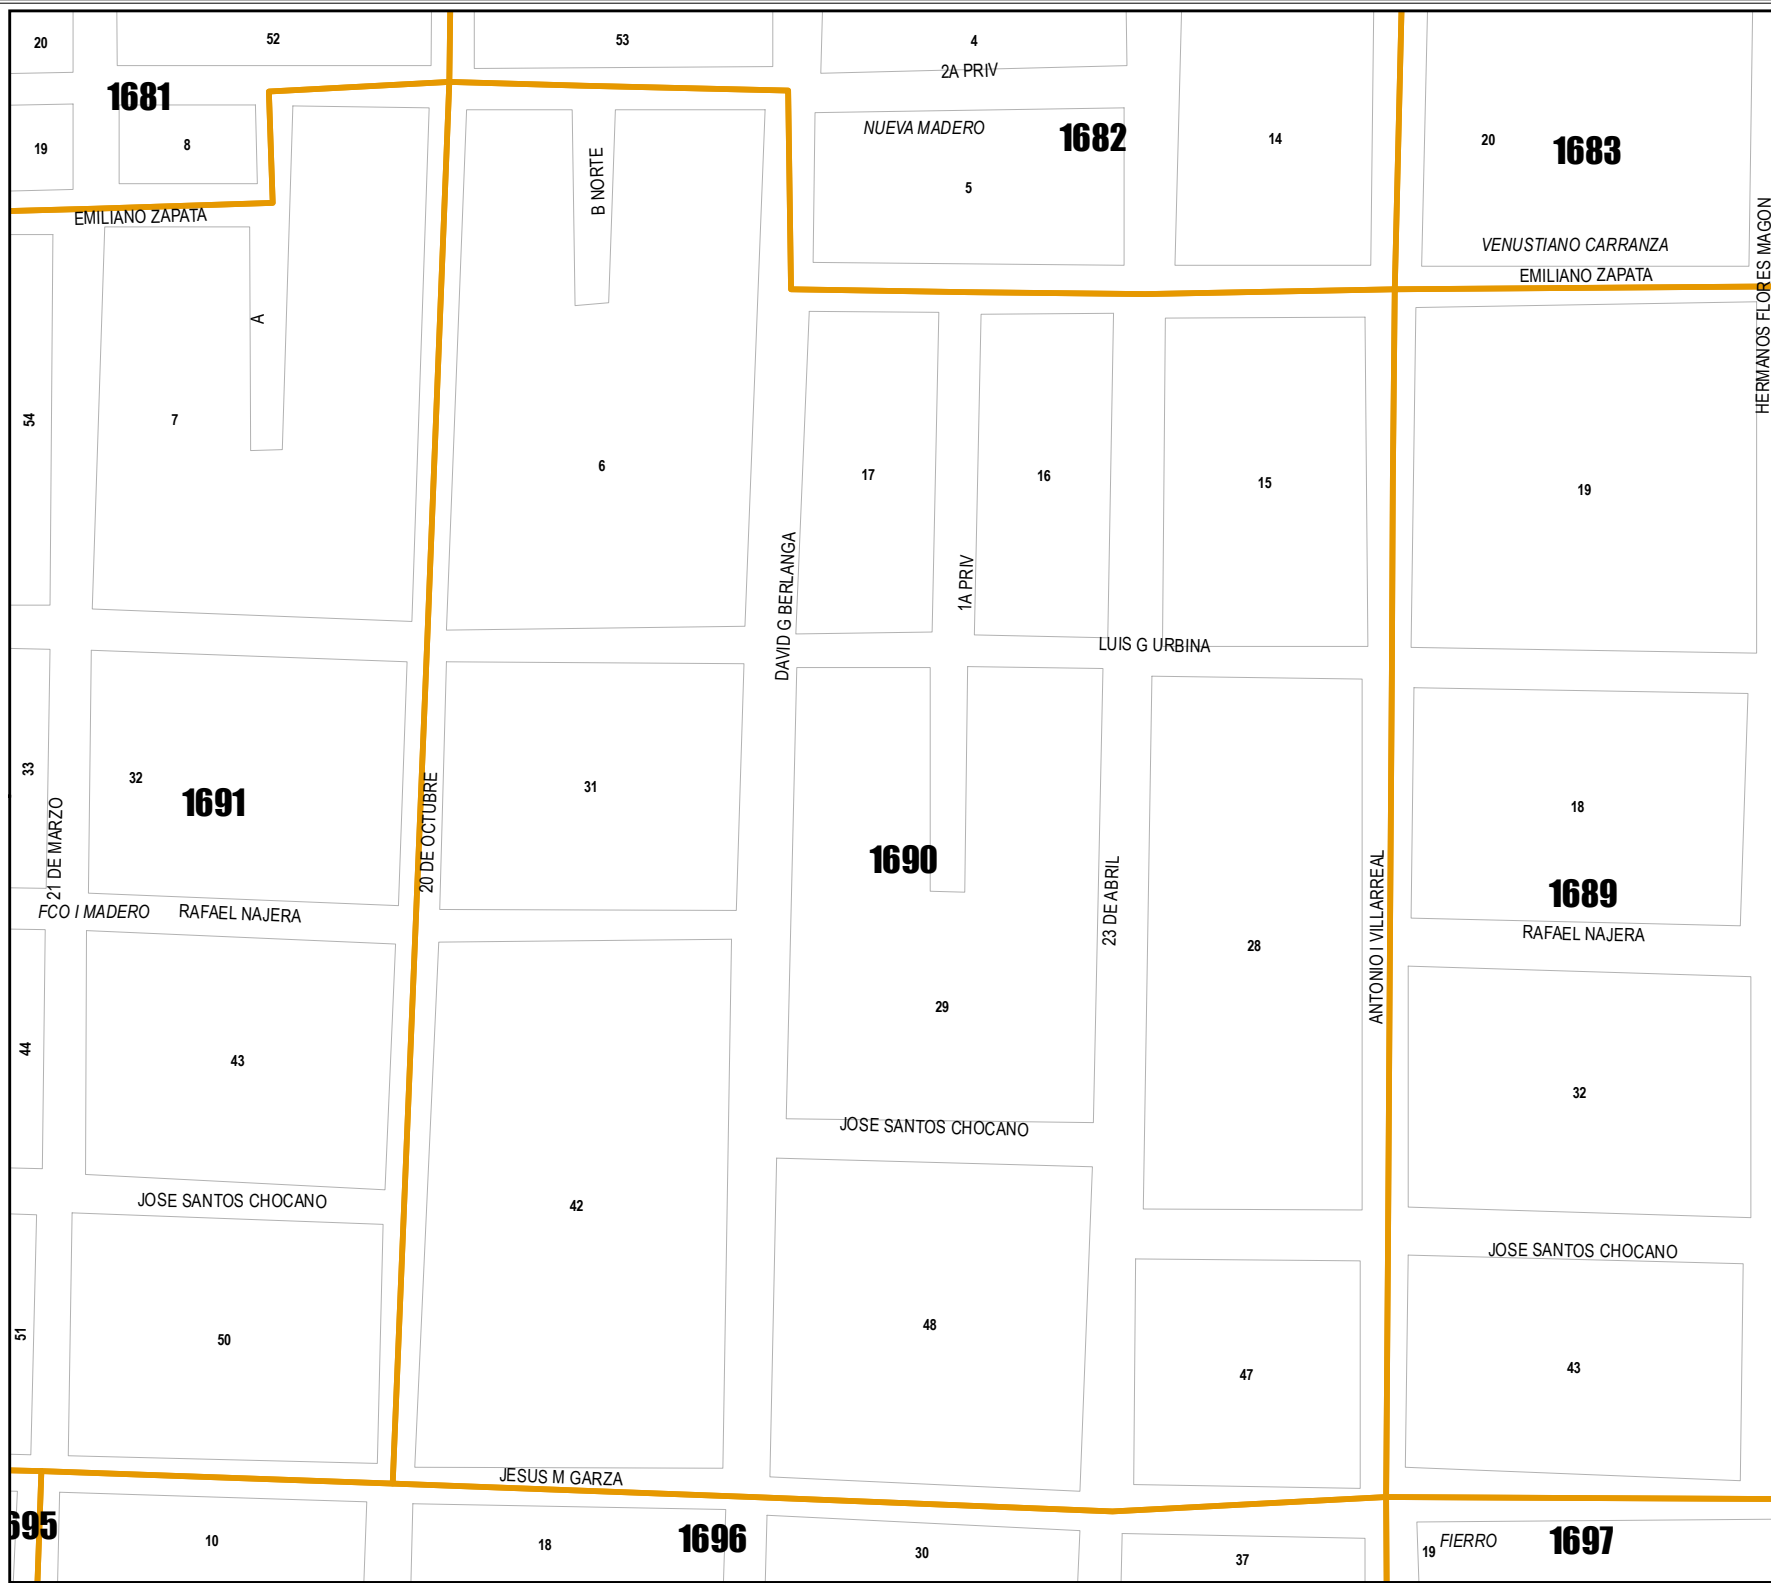 20
52
53
4
2A PRIV
1681
NUEVA MADERO
1682
14
20
1683
19
8
B NORTE
5
EMILIANO ZAPATA
VENUSTIANO CARRANZA
EMILIANO ZAPATA
HERMANOS FLORES MAGON
A
54
7
6
17
16
15
19
DAVID G BERLANGA
1A PRIV
LUIS G URBINA
33
32
1691
31
18
21 DE MARZO
20 DE OCTUBRE
1690
23 DE ABRIL
ANTONIO I VILLARREAL
1689
FCO I MADERO
RAFAEL NAJERA
RAFAEL NAJERA
28
29
44
43
32
JOSE SANTOS CHOCANO
JOSE SANTOS CHOCANO
42
JOSE SANTOS CHOCANO
51
50
48
47
43
JESUS M GARZA
695
10
18
1696
30
37
19
FIERRO
1697